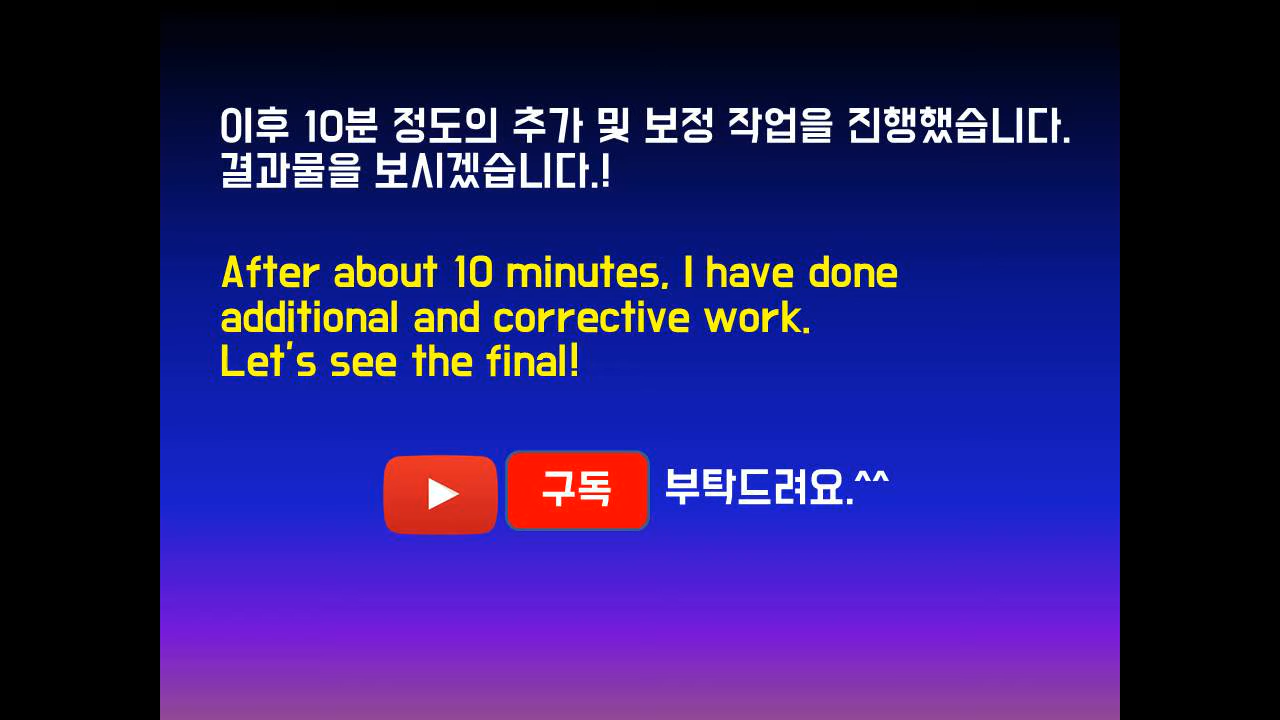 이후 10분 정도의 추가 및 보정 작업을 진행했습니다.
결과물을 보시겠습니다.!
After about 10 minutes, I have done
additional and corrective work.
Let's see the final!
구독 부탁드려요.^^